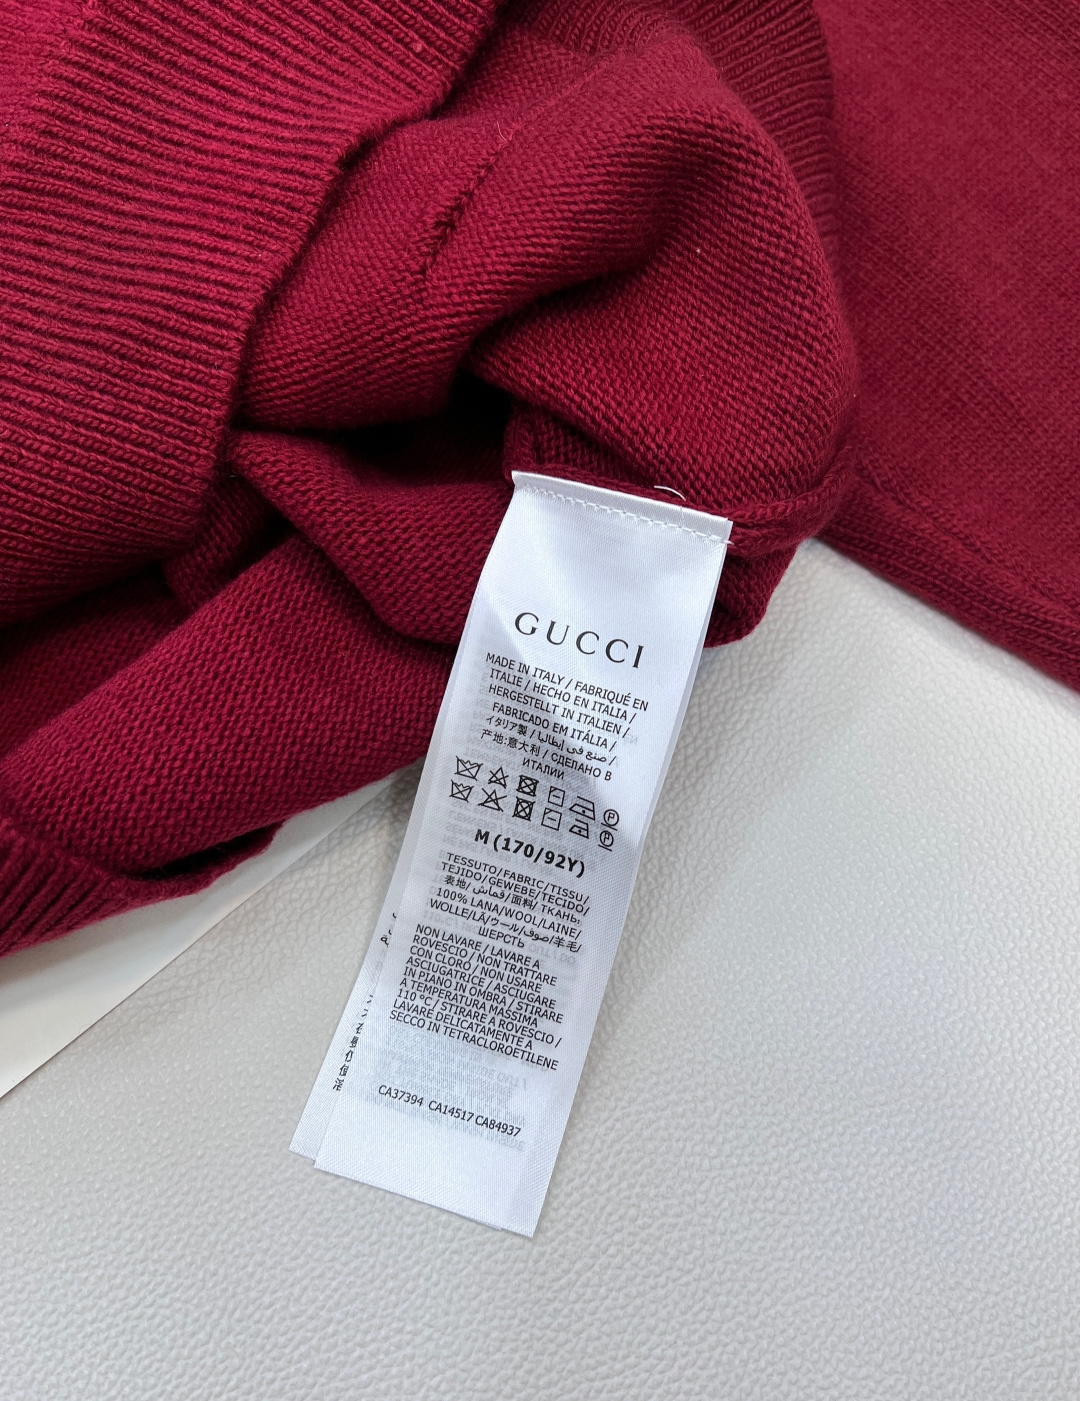 GUCCI
MADE IN ITALY / FABRIQUÉ EN
ITALIE / HECHO EN ITALIA /
HERGESTELLT IN ITALIEN /
FABRICADO EM ITÁLIA /
イタリア製 / صنع في إيطاليا /
产地:意大利 / СДЕЛАНО В
ИТАЛИИ
M (170/92Y)
TESSUTO/FABRIC/TISSU/
TEJIDO/GEWEBE/TECIDO/
表地/قماش/面料/ ТКАНЬ:
100% LANA/WOOL/LAINE/
WOLLE/LÃ/ウール/صوف/羊毛/
ШЕРСТЬ
NON LAVARE / LAVARE A
ROVESCIO / NON TRATTARE
CON CLORO / NON USARE
ASCIUGATRICE / ASCIUGARE
IN PIANO IN OMBRA / STIRARE
A TEMPERATURA MASSIMA
110 ºC / STIRARE A ROVESCIO /
LAVARE DELICATAMENTE A
SECCO IN TETRACLOROETILENE
CA37394 CA14517 CA84937